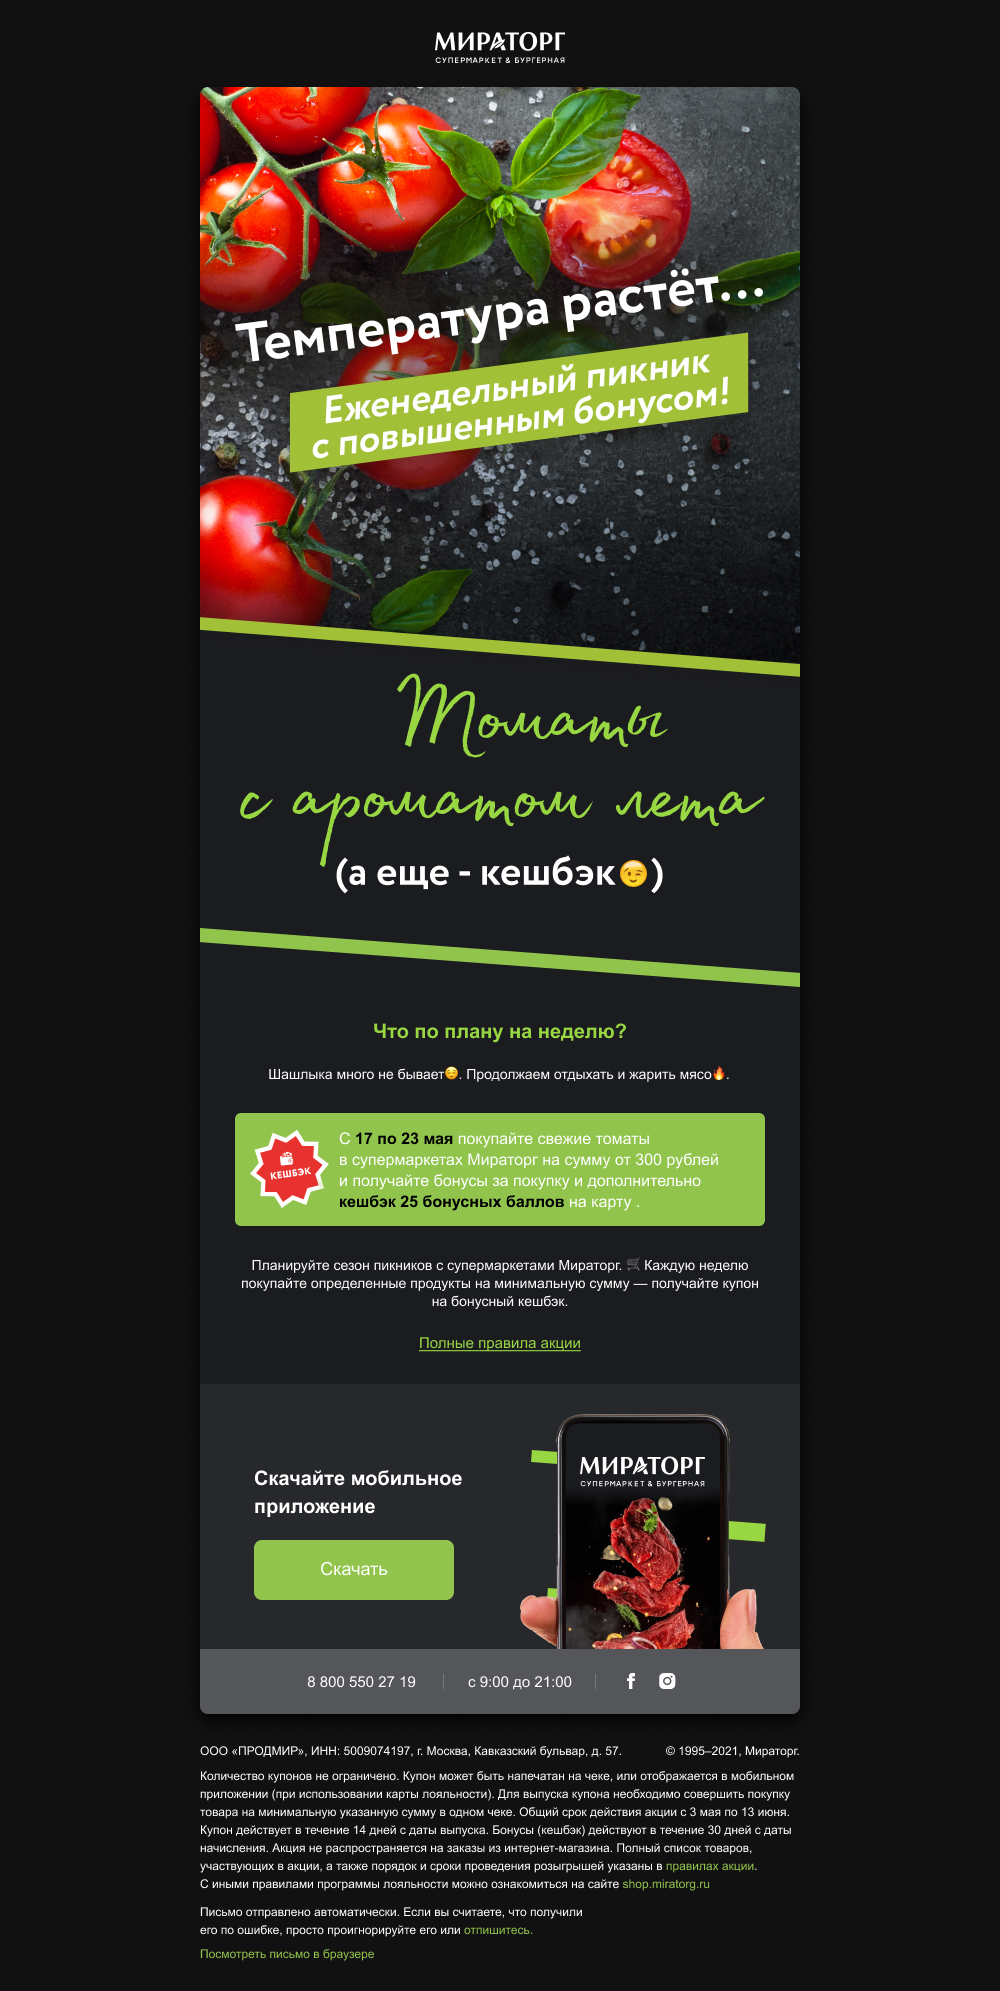 МИРАТОРГ
СУПЕРМАРКЕТ & БУРГЕРНАЯ
Температура растёт...
Еженедельный пикник
с повышенным бонусом!
Томаты
с ароматом лета
(а еще - кешбэк😉)
Что по плану на неделю?
Шашлыка много не бывает😌. Продолжаем отдыхать и жарить мясо🔥.
КЕШБЭК
С 17 по 23 мая покупайте свежие томаты
в супермаркетах Мираторг на сумму от 300 рублей
и получайте бонусы за покупку и дополнительно
кешбэк 25 бонусных баллов на карту .
Планируйте сезон пикников с супермаркетами Мираторг. 🛒 Каждую неделю
покупайте определенные продукты на минимальную сумму — получайте купон
на бонусный кешбэк.
Полные правила акции
МИРАТОРГ
СУПЕРМАРКЕТ & БУРГЕРНАЯ
Скачайте мобильное
приложение
Скачать
8 800 550 27 19 с 9:00 до 21:00
ООО «ПРОДМИР», ИНН: 5009074197, г. Москва, Кавказский бульвар, д. 57. © 1995–2021, Мираторг.
Количество купонов не ограничено. Купон может быть напечатан на чеке, или отображается в мобильном
приложении (при использовании карты лояльности). Для выпуска купона необходимо совершить покупку
товара на минимальную указанную сумму в одном чеке. Общий срок действия акции с 3 мая по 13 июня.
Купон действует в течение 14 дней с даты выпуска. Бонусы (кешбэк) действуют в течение 30 дней с даты
начисления. Акция не распространяется на заказы из интернет-магазина. Полный список товаров,
участвующих в акции, а также порядок и сроки проведения розыгрышей указаны в правилах акции.
С иными правилами программы лояльности можно ознакомиться на сайте shop.miratorg.ru
Письмо отправлено автоматически. Если вы считаете, что получили
его по ошибке, просто проигнорируйте его или отпишитесь.
Посмотреть письмо в браузере